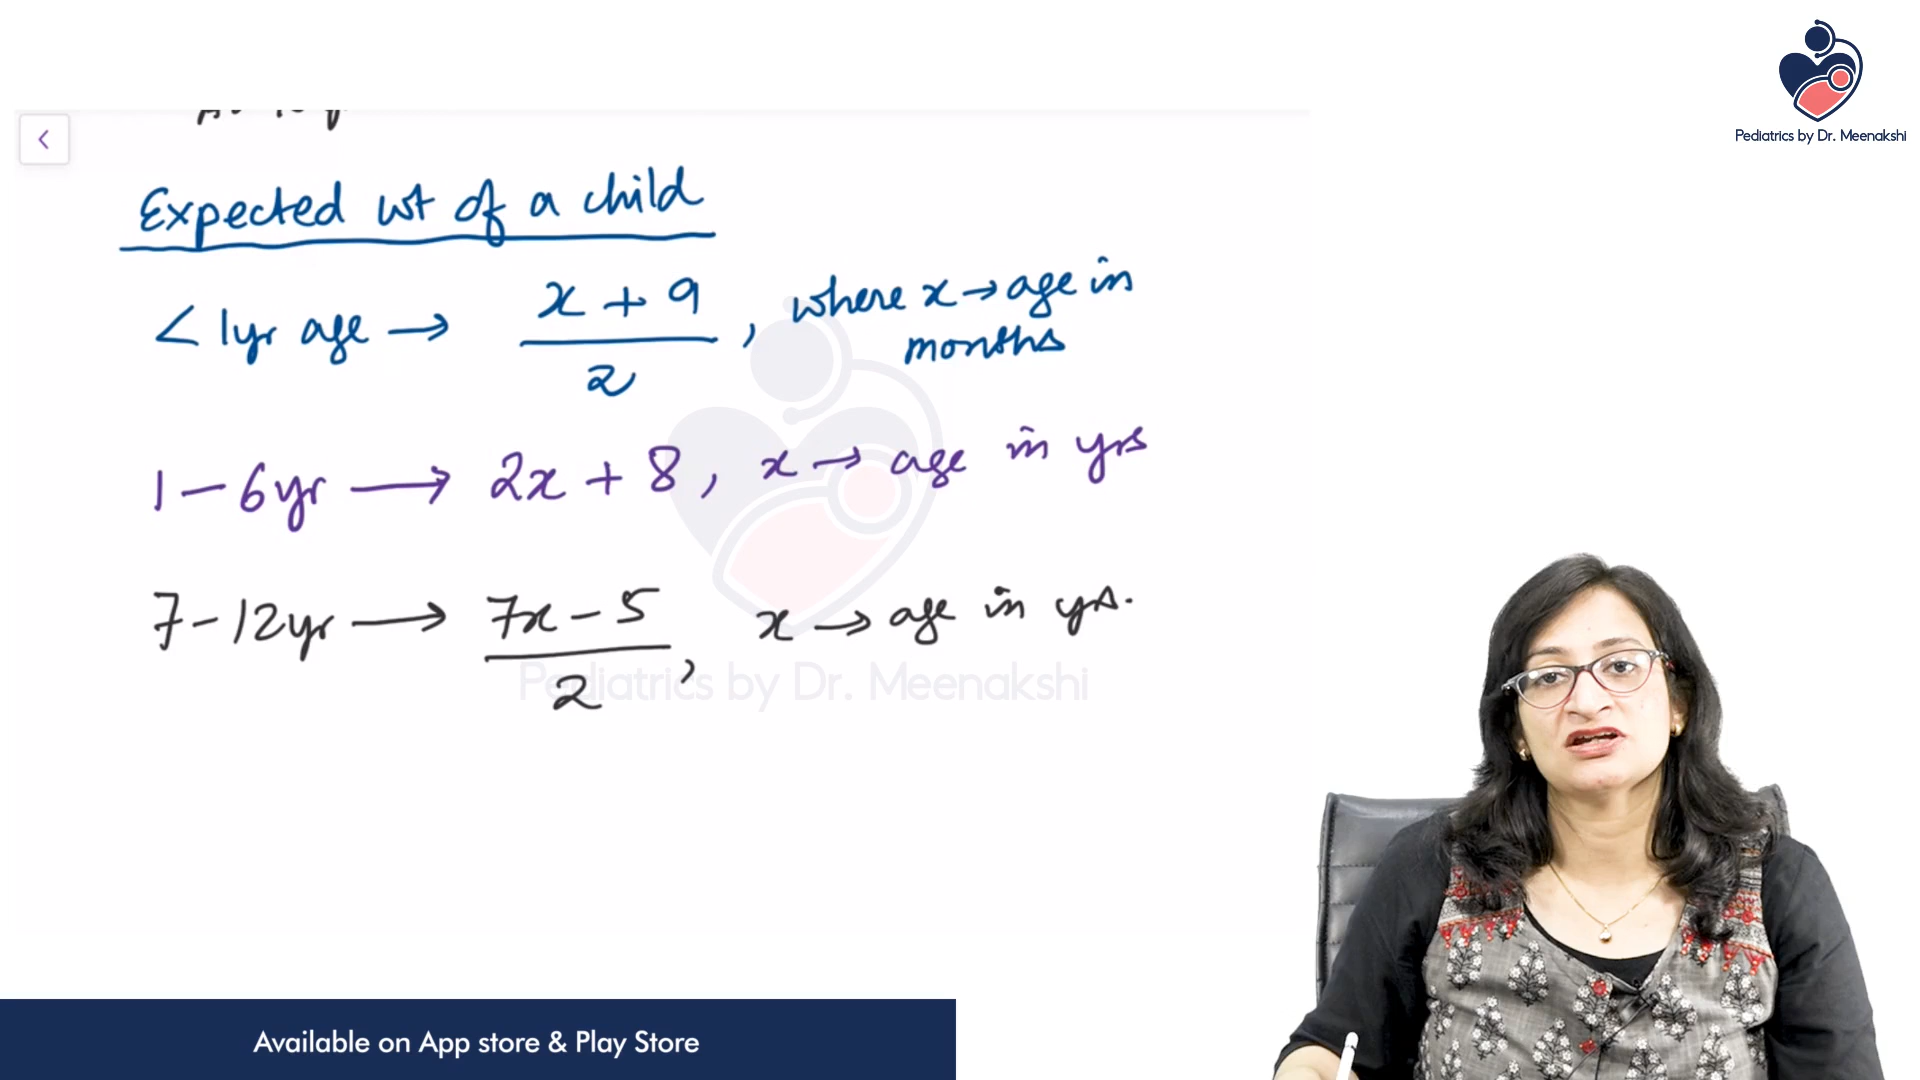 Pediatrics by Dr. Meenakshi
Expected wt of a child
< 1yr age → x + 9 / 2 , where x → age in months
1 – 6yr → 2x + 8, x → age in yrs
7 – 12yr → 7x – 5 / 2 , x → age in yrs.
Pediatrics by Dr. Meenakshi
Available on App store & Play Store